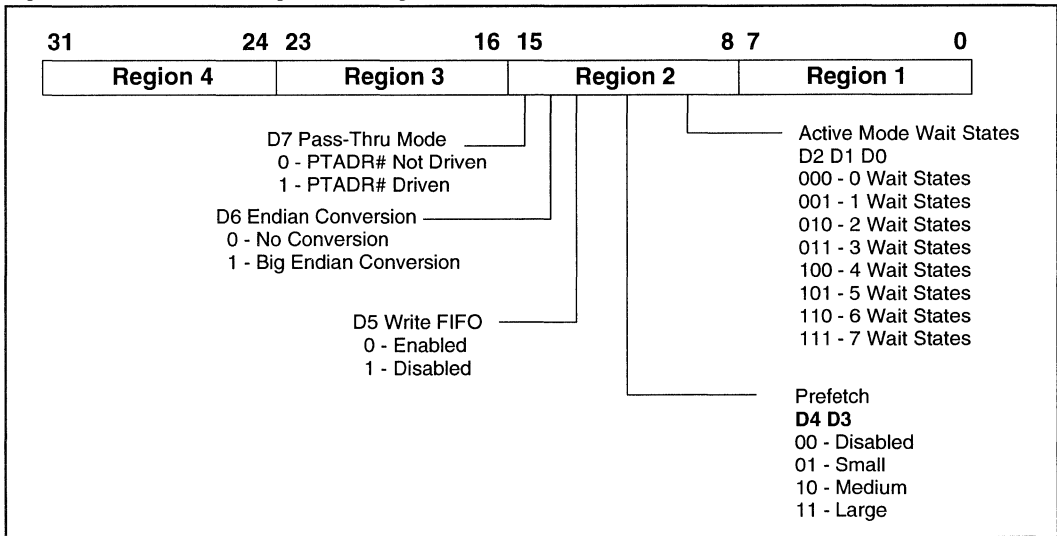 31 24 23 16 15 8 7 0
Region 4 Region 3 Region 2 Region 1
D7 Pass-Thru Mode
0 - PTADR# Not Driven
1 - PTADR# Driven
D6 Endian Conversion
0 - No Conversion
1 - Big Endian Conversion
D5 Write FIFO
0 - Enabled
1 - Disabled
Active Mode Wait States
D2 D1 D0
000 - 0 Wait States
001 - 1 Wait States
010 - 2 Wait States
011 - 3 Wait States
100 - 4 Wait States
101 - 5 Wait States
110 - 6 Wait States
111 - 7 Wait States
Prefetch
D4 D3
00 - Disabled
01 - Small
10 - Medium
11 - Large